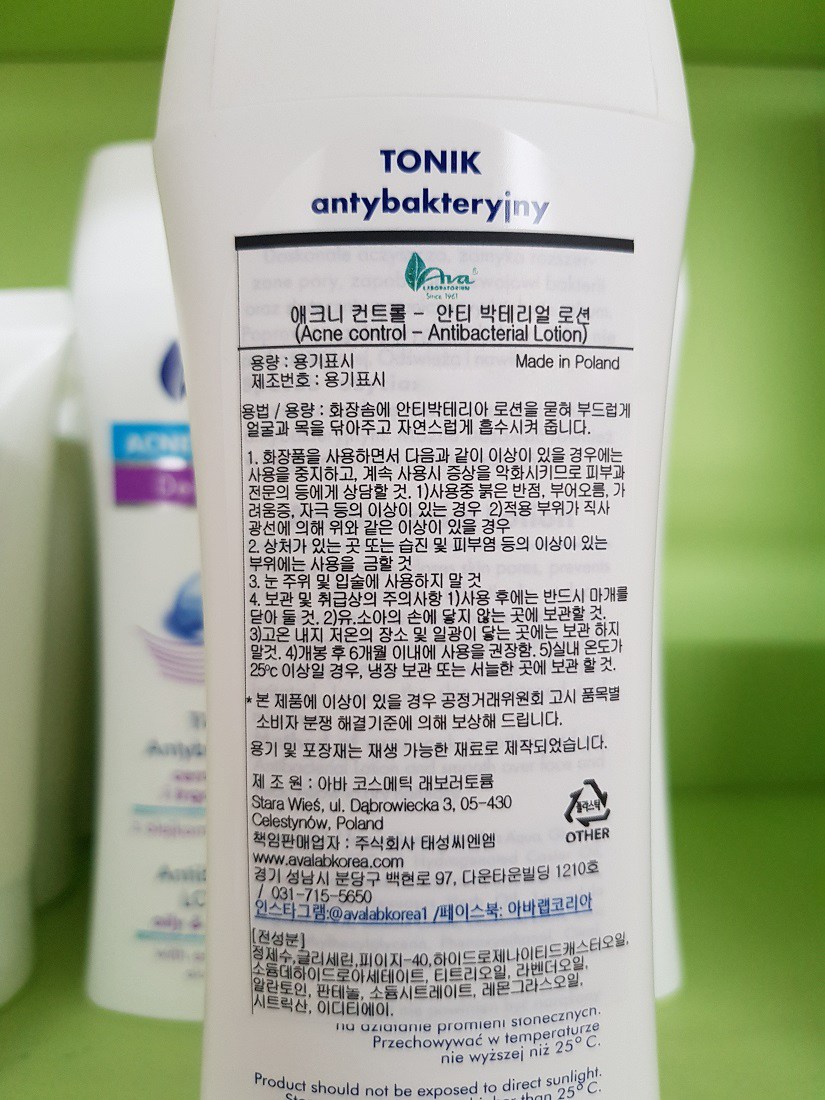 TONIK
antybakteryjny
Ava
LABORATORIUM
Since 1961
애크니 컨트롤 - 안티 박테리얼 로션
(Acne control - Antibacterial Lotion)
용량 : 용기표시 Made in Poland
제조번호 : 용기표시
용법 / 용량 : 화장솜에 안티박테리아 로션을 묻혀 부드럽게
얼굴과 목을 닦아주고 자연스럽게 흡수시켜 줍니다.
1. 화장품을 사용하면서 다음과 같이 이상이 있을 경우에는
사용을 중지하고, 계속 사용시 증상을 악화시키므로 피부과
전문의 등에게 상담할 것. 1)사용중 붉은 반점, 부어오름, 가
려움증, 자극 등의 이상이 있는 경우 2)적용 부위가 직사
광선에 의해 위와 같은 이상이 있을 경우
2. 상처가 있는 곳 또는 습진 및 피부염 등의 이상이 있는
부위에는 사용을 금할 것
3. 눈 주위 및 입술에 사용하지 말 것
4. 보관 및 취급상의 주의사항 1)사용 후에는 반드시 마개를
닫아 둘 것. 2)유.소아의 손에 닿지 않는 곳에 보관할 것.
3)고온 내지 저온의 장소 및 일광이 닿는 곳에는 보관 하지
말것. 4)개봉 후 6개월 이내에 사용을 권장함. 5)실내 온도가
25ºc 이상일 경우, 냉장 보관 또는 서늘한 곳에 보관 할 것.
* 본 제품에 이상이 있을 경우 공정거래위원회 고시 품목별
소비자 분쟁 해결기준에 의해 보상해 드립니다.
용기 및 포장재는 재생 가능한 재료로 제작되었습니다.
제 조 원 : 아바 코스메틱 래보러토륨
Stara Wieś, ul. Dąbrowiecka 3, 05-430
Celestynów, Poland
플라스틱
OTHER
책임판매업자 : 주식회사 태성씨엔엠
www.avalabkorea.com
경기 성남시 분당구 백현로 97, 다운타운빌딩 1210호
/ 031-715-5650
인스타그램:@avalabkorea1 /페이스북: 아바랩코리아
[전성분]
정제수,글리세린,피이지-40,하이드로제나이티드캐스터오일,
소듐데하이드로아세테이트, 티트리오일, 라벤더오일,
알란토인, 판테놀, 소듐시트레이트, 레몬그라스오일,
시트릭산, 이디티에이.
na działanie promieni słonecznych.
Przechowywać w temperaturze
nie wyższej niż 25° C.
Product should not be exposed to direct sunlight.
than 25° C.
ACNE